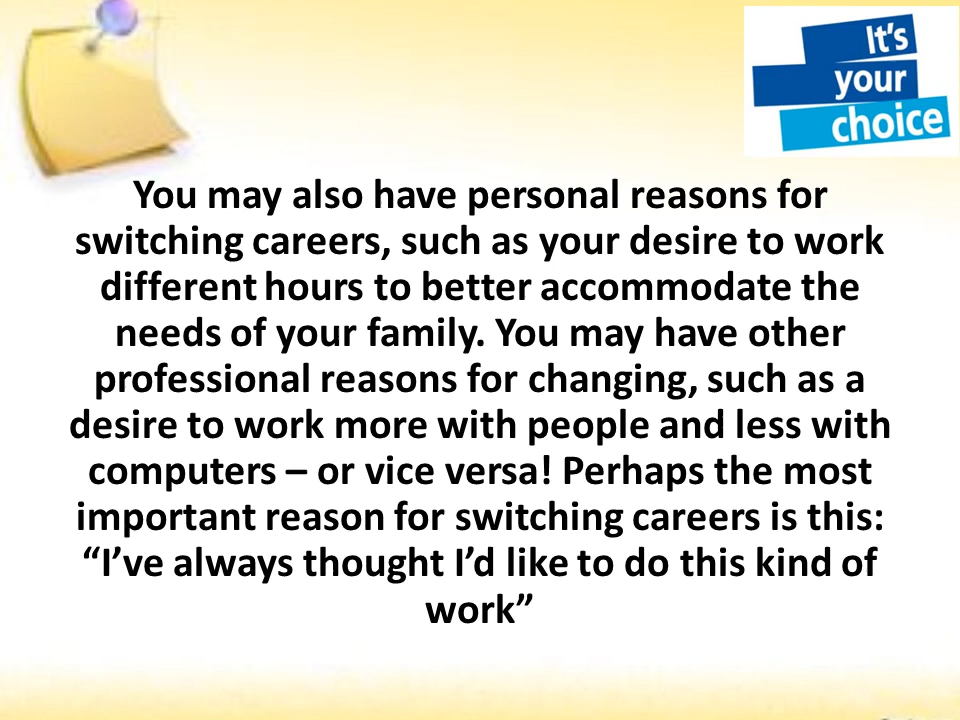 It's
your
choice
You may also have personal reasons for
switching careers, such as your desire to work
different hours to better accommodate the
needs of your family. You may have other
professional reasons for changing, such as a
desire to work more with people and less with
computers – or vice versa! Perhaps the most
important reason for switching careers is this:
“I’ve always thought I’d like to do this kind of
work”